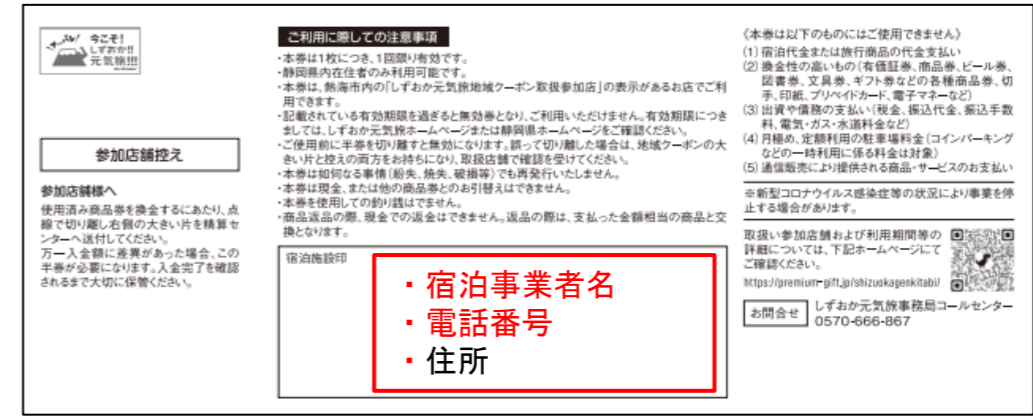 今こそ!
しずおか!!
元気旅!!!
参加店舗控え
参加店舗様へ
使用済み商品券を換金するにあたり、点
線で切り離し右側の大きい片を精算セ
ンターへ送付してください。
万一入金額に差異があった場合、この
半券が必要になります。入金完了を確認
されるまで大切に保管ください。
ご利用に際しての注意事項
・本券は1枚につき、1回限り有効です。
・静岡県内在住者のみ利用可能です。
・本券は、熱海市内の「しずおか元気旅地域クーポン取扱参加店」の表示があるお店でご利
用できます。
・記載されている有効期限を過ぎると無効券となり、ご利用いただけません。有効期限につき
ましては、しずおか元気旅ホームページまたは静岡県ホームページをご確認ください。
・ご使用前に半券を切り離すと無効になります。誤って切り離した場合は、地域クーポンの大
きい片と控えの両方をお持ちになり、取扱店舗で確認を受けてください。
・本券は如何なる事情(紛失、焼失、破損等)でも再発行いたしません。
・本券は現金、または他の商品券とのお引替えはできません。
・本券を使用しての釣り銭はでません。
・商品返品の際、現金での返金はできません。返品の際は、支払った金額相当の商品と交
換となります。
宿泊施設印
・宿泊事業者名
・電話番号
・住所
《本券は以下のものにはご使用できません》
(1) 宿泊代金または旅行商品の代金支払い
(2) 換金性の高いもの(有価証券、商品券、ビール券、
図書券、文具券、ギフト券などの各種商品券、切
手、印紙、プリペイドカード、電子マネーなど)
(3) 出資や債務の支払い(税金、振込代金、振込手数
料、電気・ガス・水道料金など)
(4) 月極め、定額利用の駐車場料金(コインパーキング
などの一時利用に係る料金は対象)
(5) 通信販売により提供される商品・サービスのお支払い
※新型コロナウイルス感染症等の状況により事業を停
止する場合があります。
取扱い参加店舗および利用期間等の
詳細については、下記ホームページにて
ご確認ください。
https://premium-gift.jp/shizuokagenkitabi/
お問合せ しずおか元気旅事務局コールセンター
0570-666-867